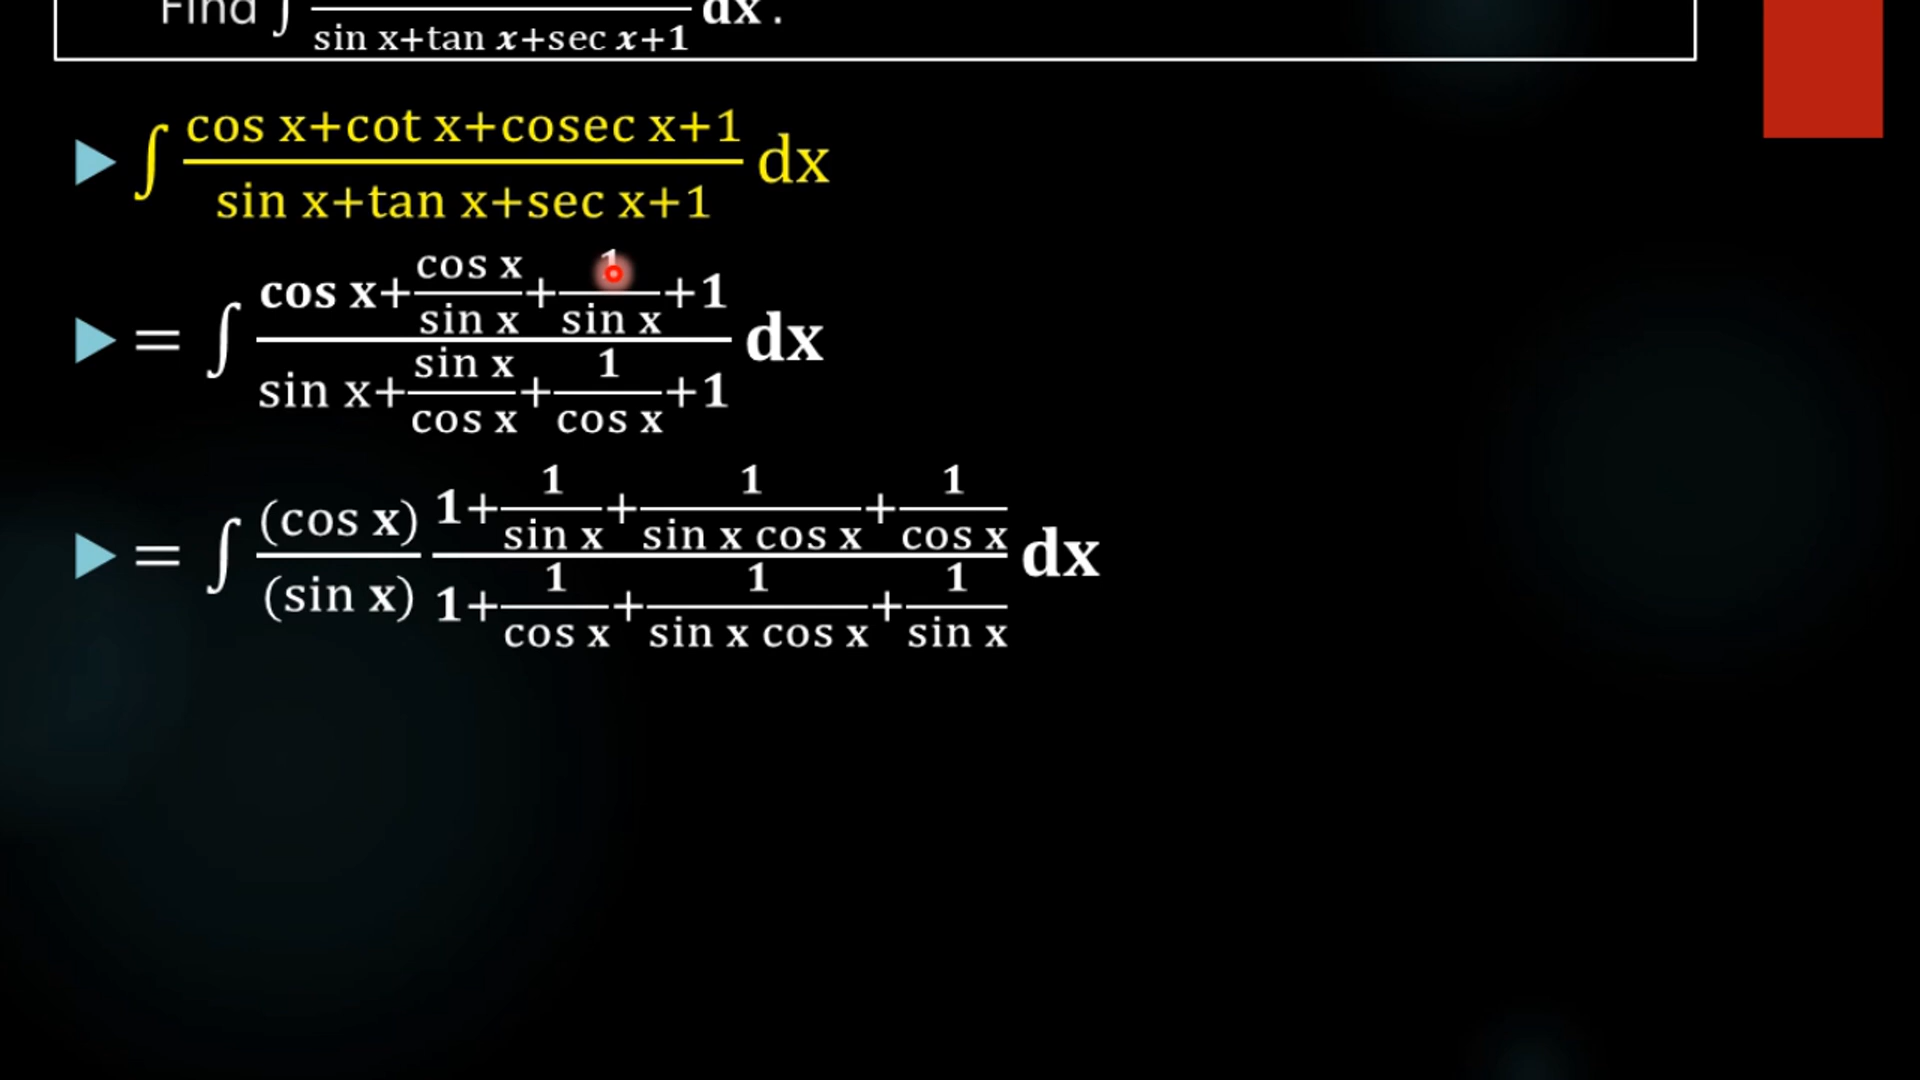 Find ∫ ─────── dx .
sin x+tan x+sec x+1
∫ (cos x+cot x+cosec x+1)/(sin x+tan x+sec x+1) dx
= ∫ (cos x+(cos x)/(sin x)+1/(sin x)+1)/(sin x+(sin x)/(cos x)+1/(cos x)+1) dx
= ∫ (cos x)/(sin x) (1+1/(sin x)+1/(sin x cos x)+1/(cos x))/(1+1/(cos x)+1/(sin x cos x)+1/(sin x)) dx